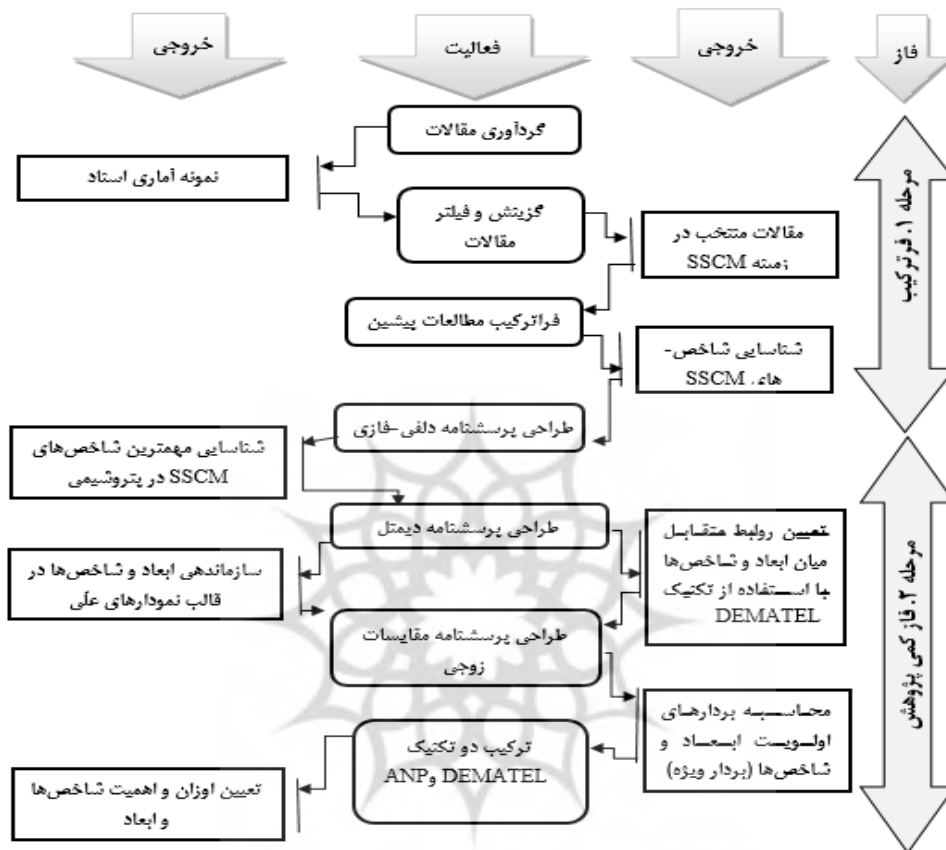 فاز
خروجی
فعالیت
خروجی
مرحله ۱. فرترکیب
گردآوری مقالات
نمونه آماری اسناد
گزینش و فیلتر
مقالات
مقالات منتخب در
زمینه SSCM
فراترکیب مطالعات پیشین
شناسایی شاخص-
های SSCM
مرحله ۲. فاز کمی پژوهش
طراحی پرسشنامه دلفی-فازی
شناسایی مهمترین شاخص‌های
SSCM در پتروشیمی
طراحی پرسشنامه دیمتل
تعیین روابط متقابل
میان ابعاد و شاخص‌ها
با استفاده از تکنیک
DEMATEL
سازماندهی ابعاد و شاخص‌ها در
قالب نمودارهای علّی
طراحی پرسشنامه مقایسات
زوجی
محاسبه بردارهای
اولویت ابعاد و
شاخص‌ها (بردار ویژه)
ترکیب دو تکنیک
DEMATEL وANP
تعیین اوزان و اهمیت شاخص‌ها
و ابعاد